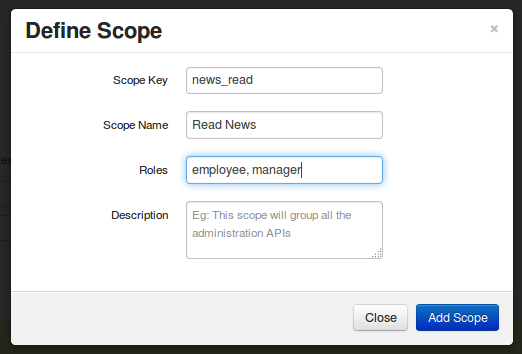 Define Scope ×
Scope Key news_read
Scope Name Read News
Roles employee, manager
Description Eg: This scope will group all the
administration APIs
Close Add Scope